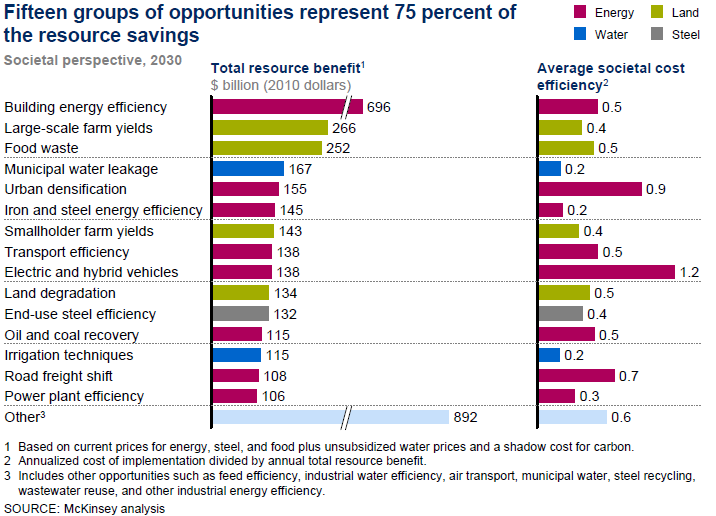 Fifteen groups of opportunities represent 75 percent of
the resource savings
Energy Land
Water Steel
Societal perspective, 2030
Total resource benefit1
$ billion (2010 dollars)
Average societal cost
efficiency2
Building energy efficiency 696 0.5
Large-scale farm yields 266 0.4
Food waste 252 0.5
Municipal water leakage 167 0.2
Urban densification 155 0.9
Iron and steel energy efficiency 145 0.2
Smallholder farm yields 143 0.4
Transport efficiency 138 0.5
Electric and hybrid vehicles 138 1.2
Land degradation 134 0.5
End-use steel efficiency 132 0.4
Oil and coal recovery 115 0.5
Irrigation techniques 115 0.2
Road freight shift 108 0.7
Power plant efficiency 106 0.3
Other3 892 0.6
1 Based on current prices for energy, steel, and food plus unsubsidized water prices and a shadow cost for carbon.
2 Annualized cost of implementation divided by annual total resource benefit.
3 Includes other opportunities such as feed efficiency, industrial water efficiency, air transport, municipal water, steel recycling,
wastewater reuse, and other industrial energy efficiency.
SOURCE: McKinsey analysis